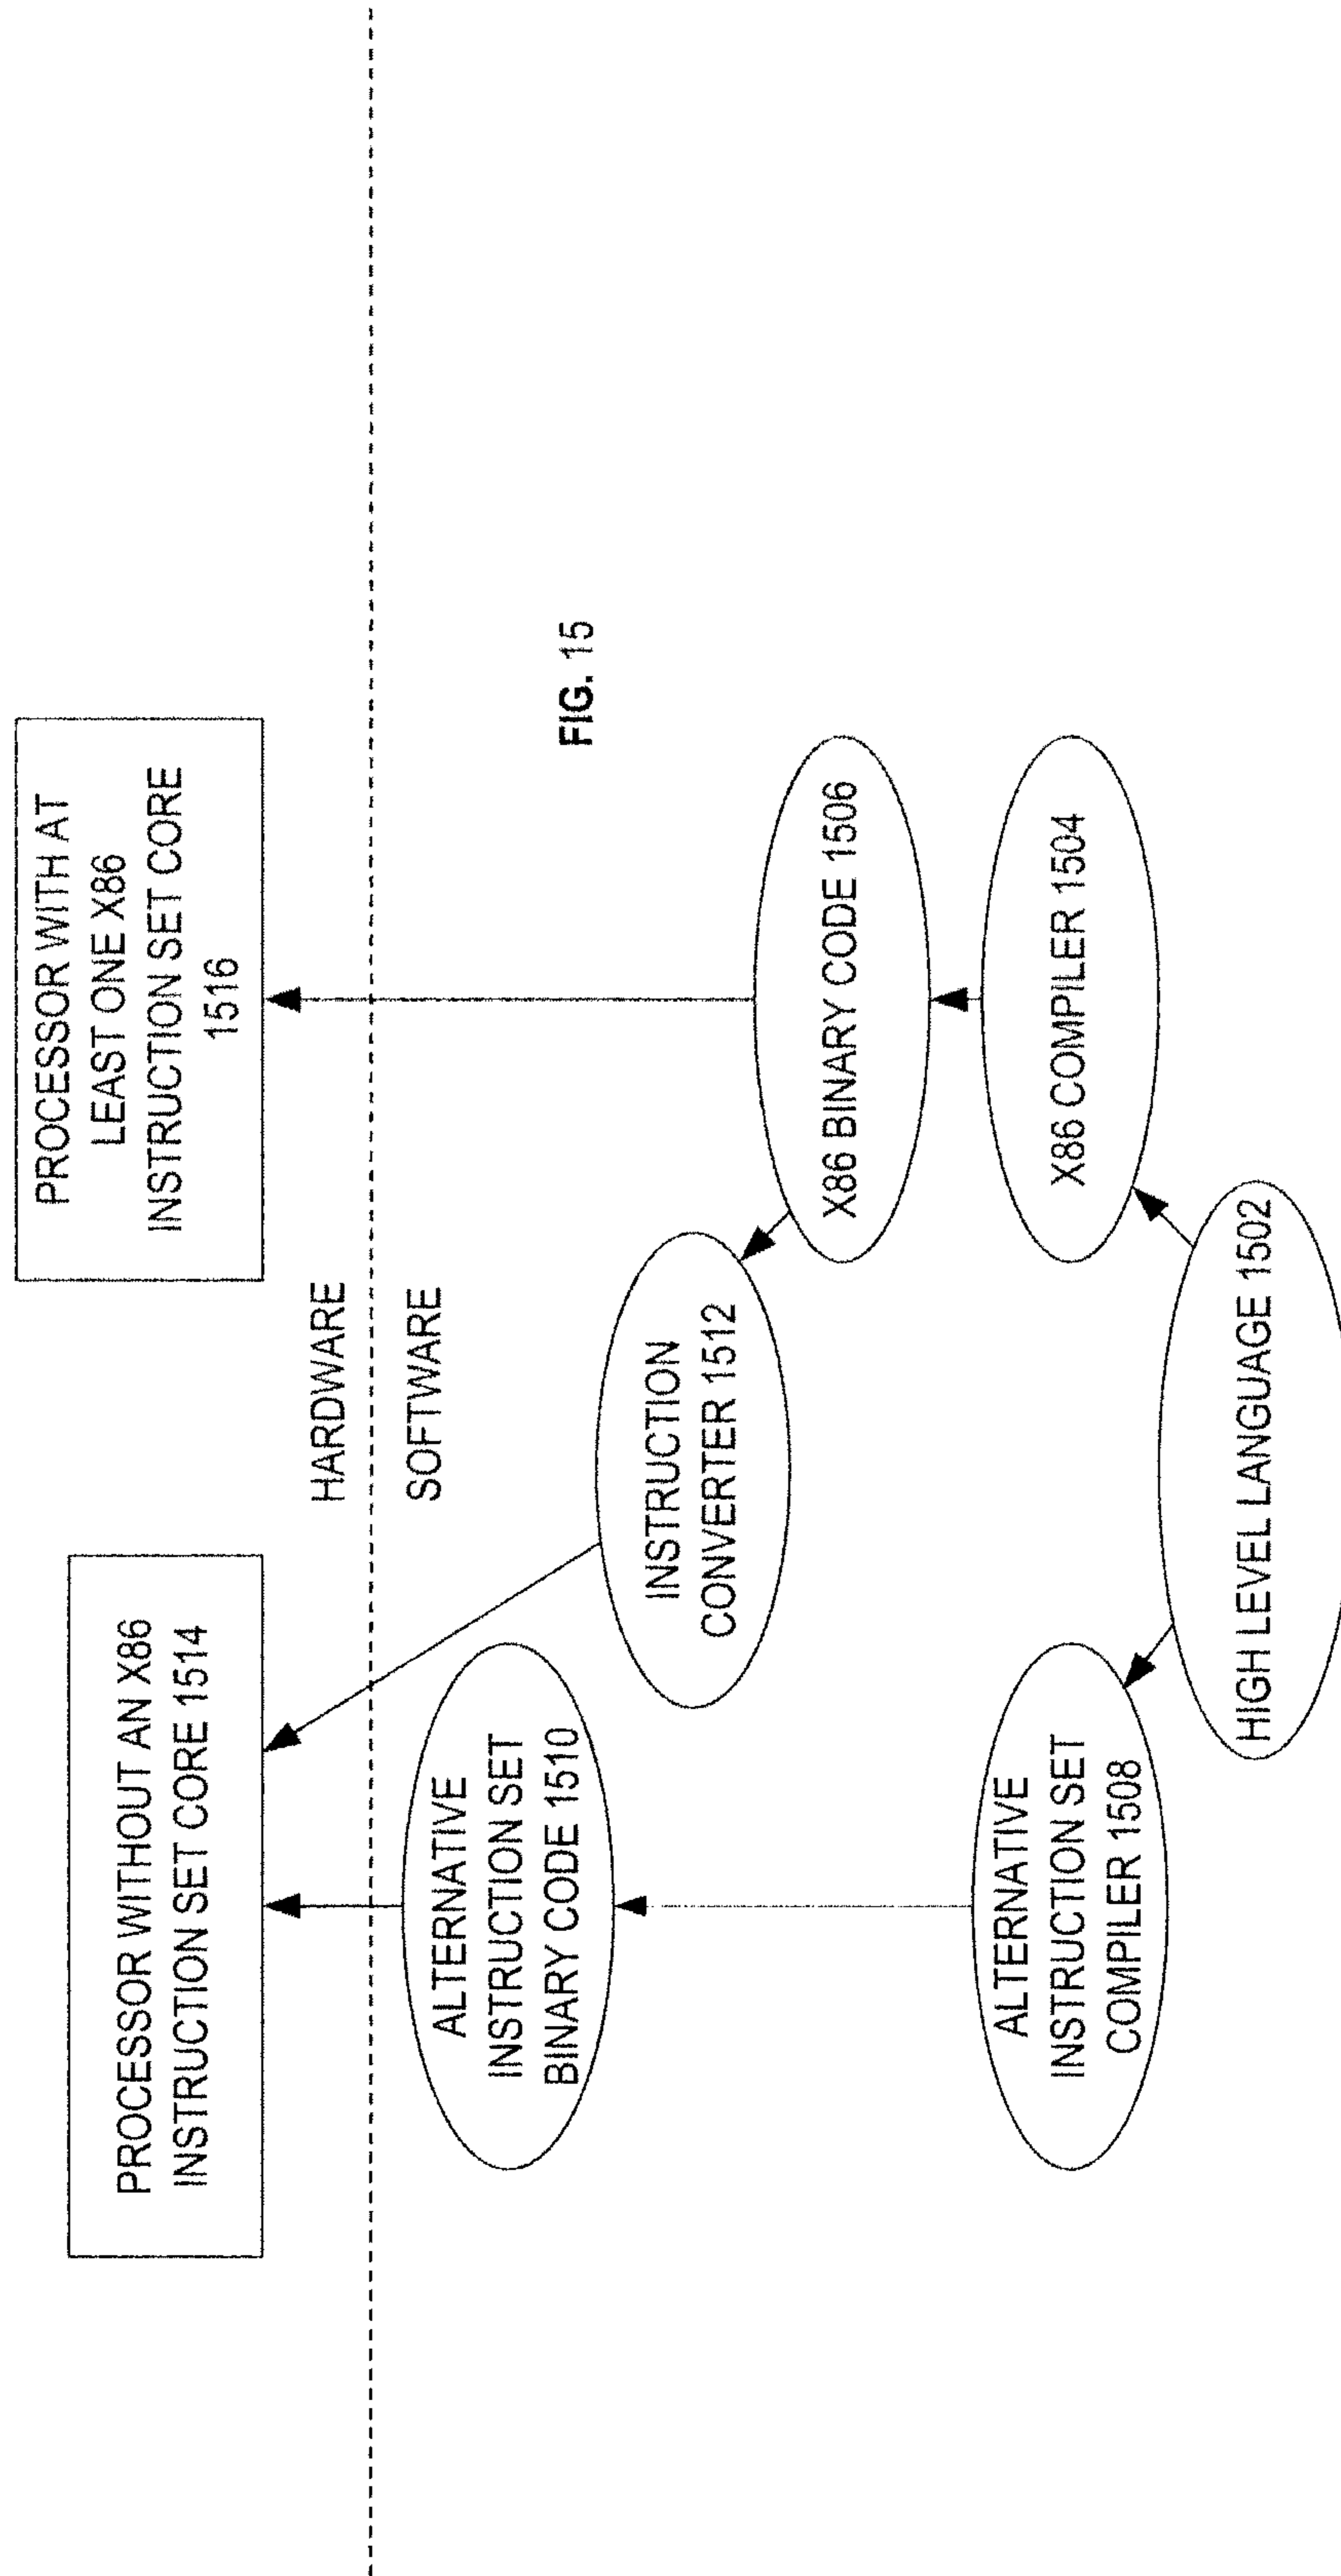 PROCESSOR WITHOUT AN X86
INSTRUCTION SET CORE 1514
PROCESSOR WITH AT
LEAST ONE X86
INSTRUCTION SET CORE
1516
HARDWARE
SOFTWARE
ALTERNATIVE
INSTRUCTION SET
BINARY CODE 1510
INSTRUCTION
CONVERTER 1512
FIG. 15
X86 BINARY CODE 1506
ALTERNATIVE
INSTRUCTION SET
COMPILER 1508
X86 COMPILER 1504
HIGH LEVEL LANGUAGE 1502